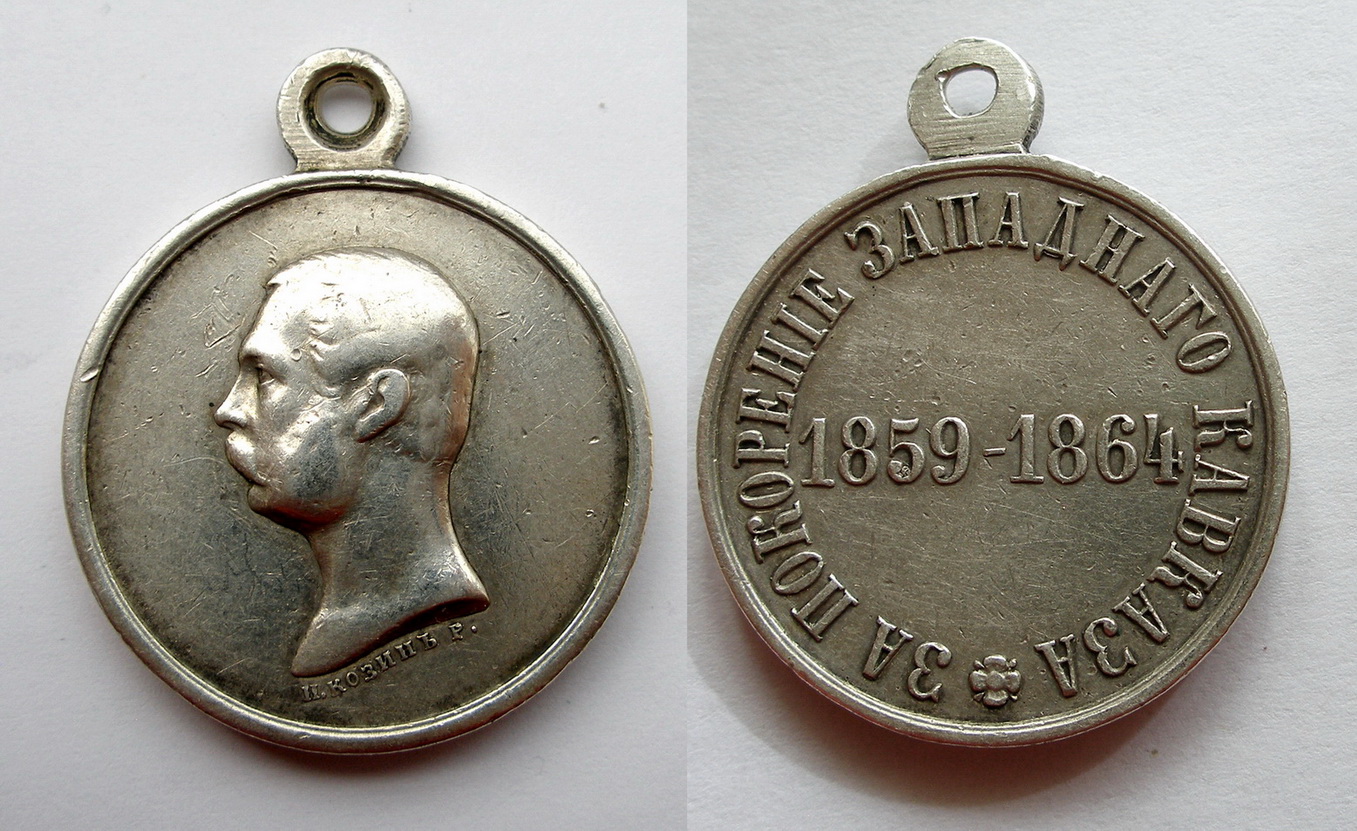 П. КОЗИНЪ Р.
ЗА ПОКОРЕНІЕ ЗАПАДНАГО КАВКАЗА
1859-1864